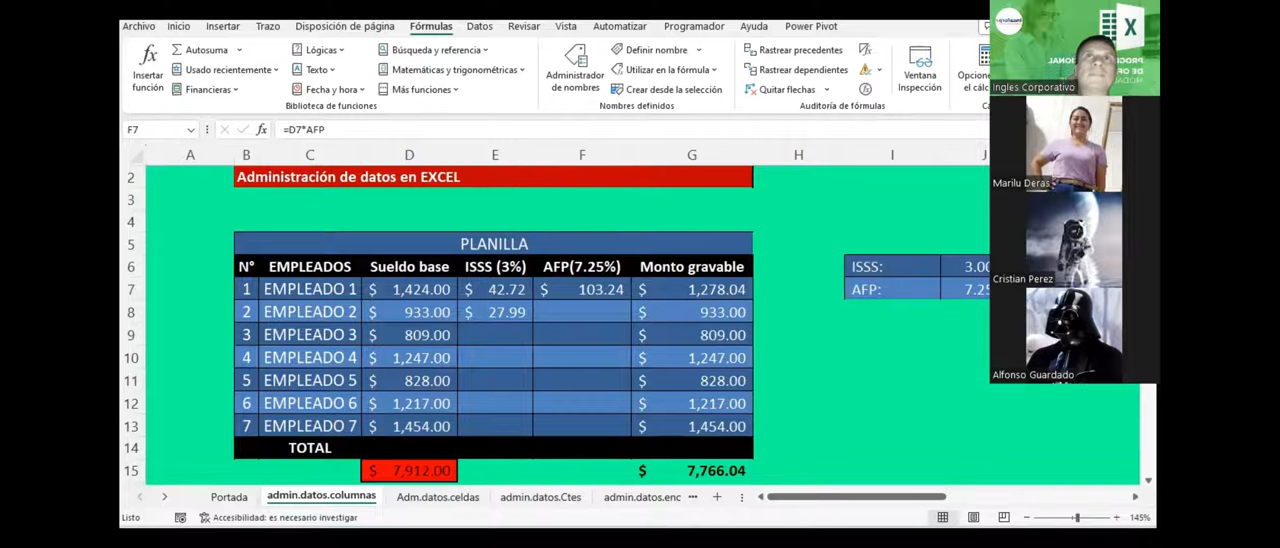 Archivo Inicio Insertar Trazo Disposición de página Fórmulas Datos Revisar Vista Automatizar Programador Ayuda Power Pivot
fx Insertar función
Autosuma
Usado recientemente
Financieras
Lógicas
Texto
Fecha y hora
Búsqueda y referencia
Matemáticas y trigonométricas
Más funciones
Biblioteca de funciones
Administrador de nombres
Definir nombre
Utilizar en la fórmula
Crear desde la selección
Nombres definidos
Rastrear precedentes
Rastrear dependientes
Quitar flechas
Auditoría de fórmulas
Ventana Inspección
F7 fx =D7*AFP
A B C D E F G H I J
2 Administración de datos en EXCEL
3
4
5 PLANILLA
6 N° EMPLEADOS Sueldo base ISSS (3%) AFP(7.25%) Monto gravable ISSS:
7 1 EMPLEADO 1 $ 1,424.00 $ 42.72 $ 103.24 $ 1,278.04 AFP:
8 2 EMPLEADO 2 $ 933.00 $ 27.99 $ 933.00
9 3 EMPLEADO 3 $ 809.00 $ 809.00
10 4 EMPLEADO 4 $ 1,247.00 $ 1,247.00
11 5 EMPLEADO 5 $ 828.00 $ 828.00
12 6 EMPLEADO 6 $ 1,217.00 $ 1,217.00
13 7 EMPLEADO 7 $ 1,454.00 $ 1,454.00
14 TOTAL
15 $ 7,912.00 $ 7,766.04
Portada admin.datos.columnas Adm.datos.celdas admin.datos.Ctes admin.datos.enc
Listo Accesibilidad: es necesario investigar 145%
Ingles Corporativo
Marilu Deras
Cristian Perez
Alfonso Guardado